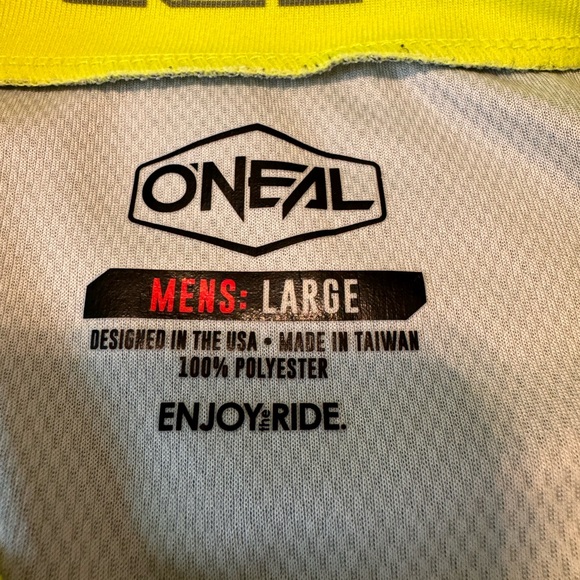 O'NEAL
MENS: LARGE
DESIGNED IN THE USA • MADE IN TAIWAN
100% POLYESTER
ENJOY the RIDE.